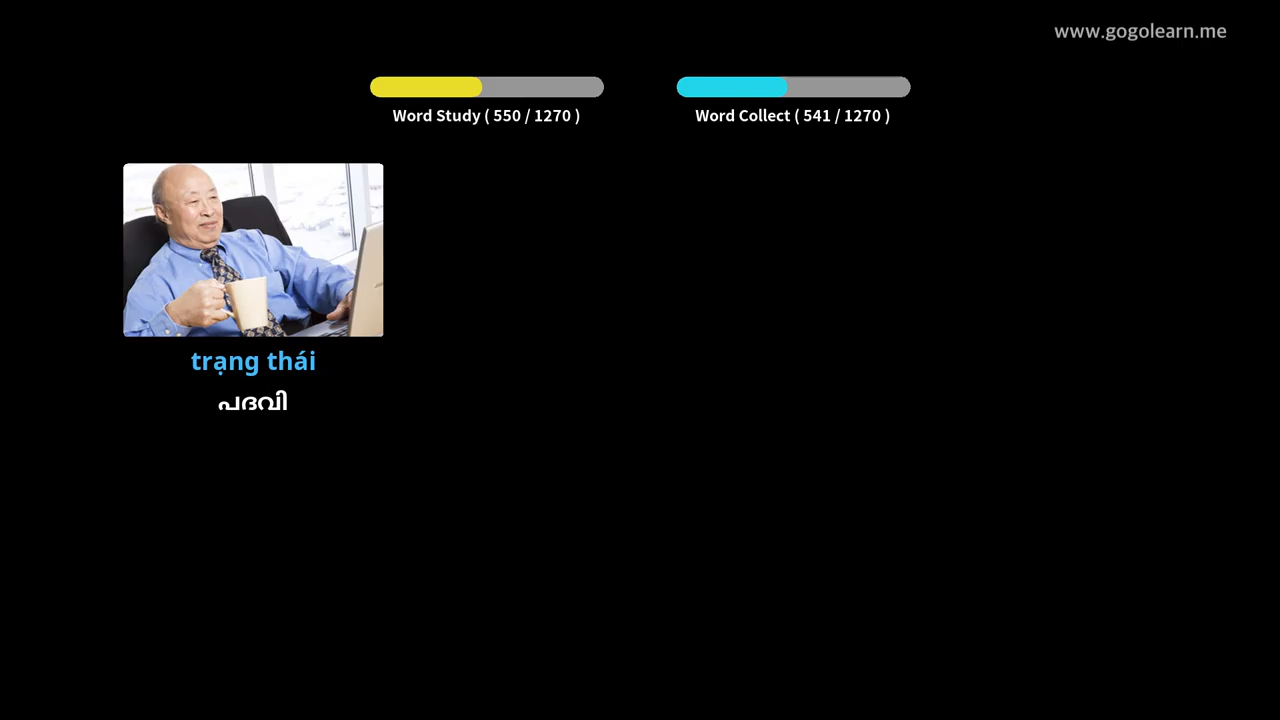 www.gogolearn.me
Word Study ( 550 / 1270 )
Word Collect ( 541 / 1270 )
trạng thái
പദവി